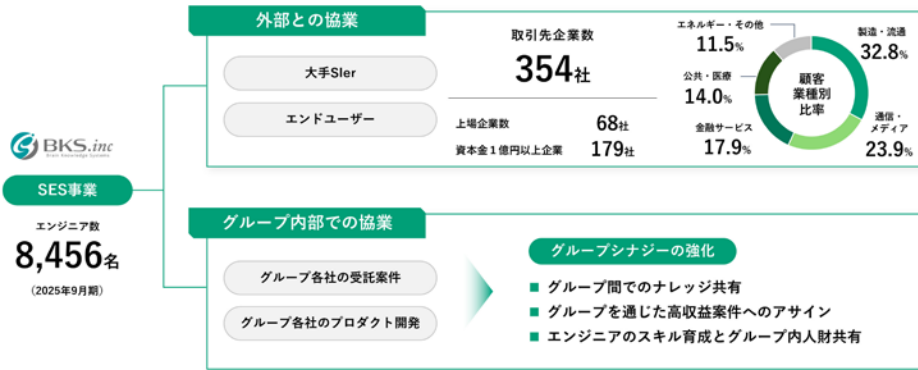 BKS.inc
Brain Knowledge Systems
SES事業
エンジニア数
8,456名
（2025年9月期）
外部との協業
大手SIer
エンドユーザー
取引先企業数
354社
上場企業数 68社
資本金1億円以上企業 179社
顧客
業種別
比率
製造・流通
32.8%
通信・
メディア
23.9%
金融サービス
17.9%
公共・医療
14.0%
エネルギー・その他
11.5%
グループ内部での協業
グループ各社の受託案件
グループ各社のプロダクト開発
グループシナジーの強化
■ グループ間でのナレッジ共有
■ グループを通じた高収益案件へのアサイン
■ エンジニアのスキル育成とグループ内人財共有